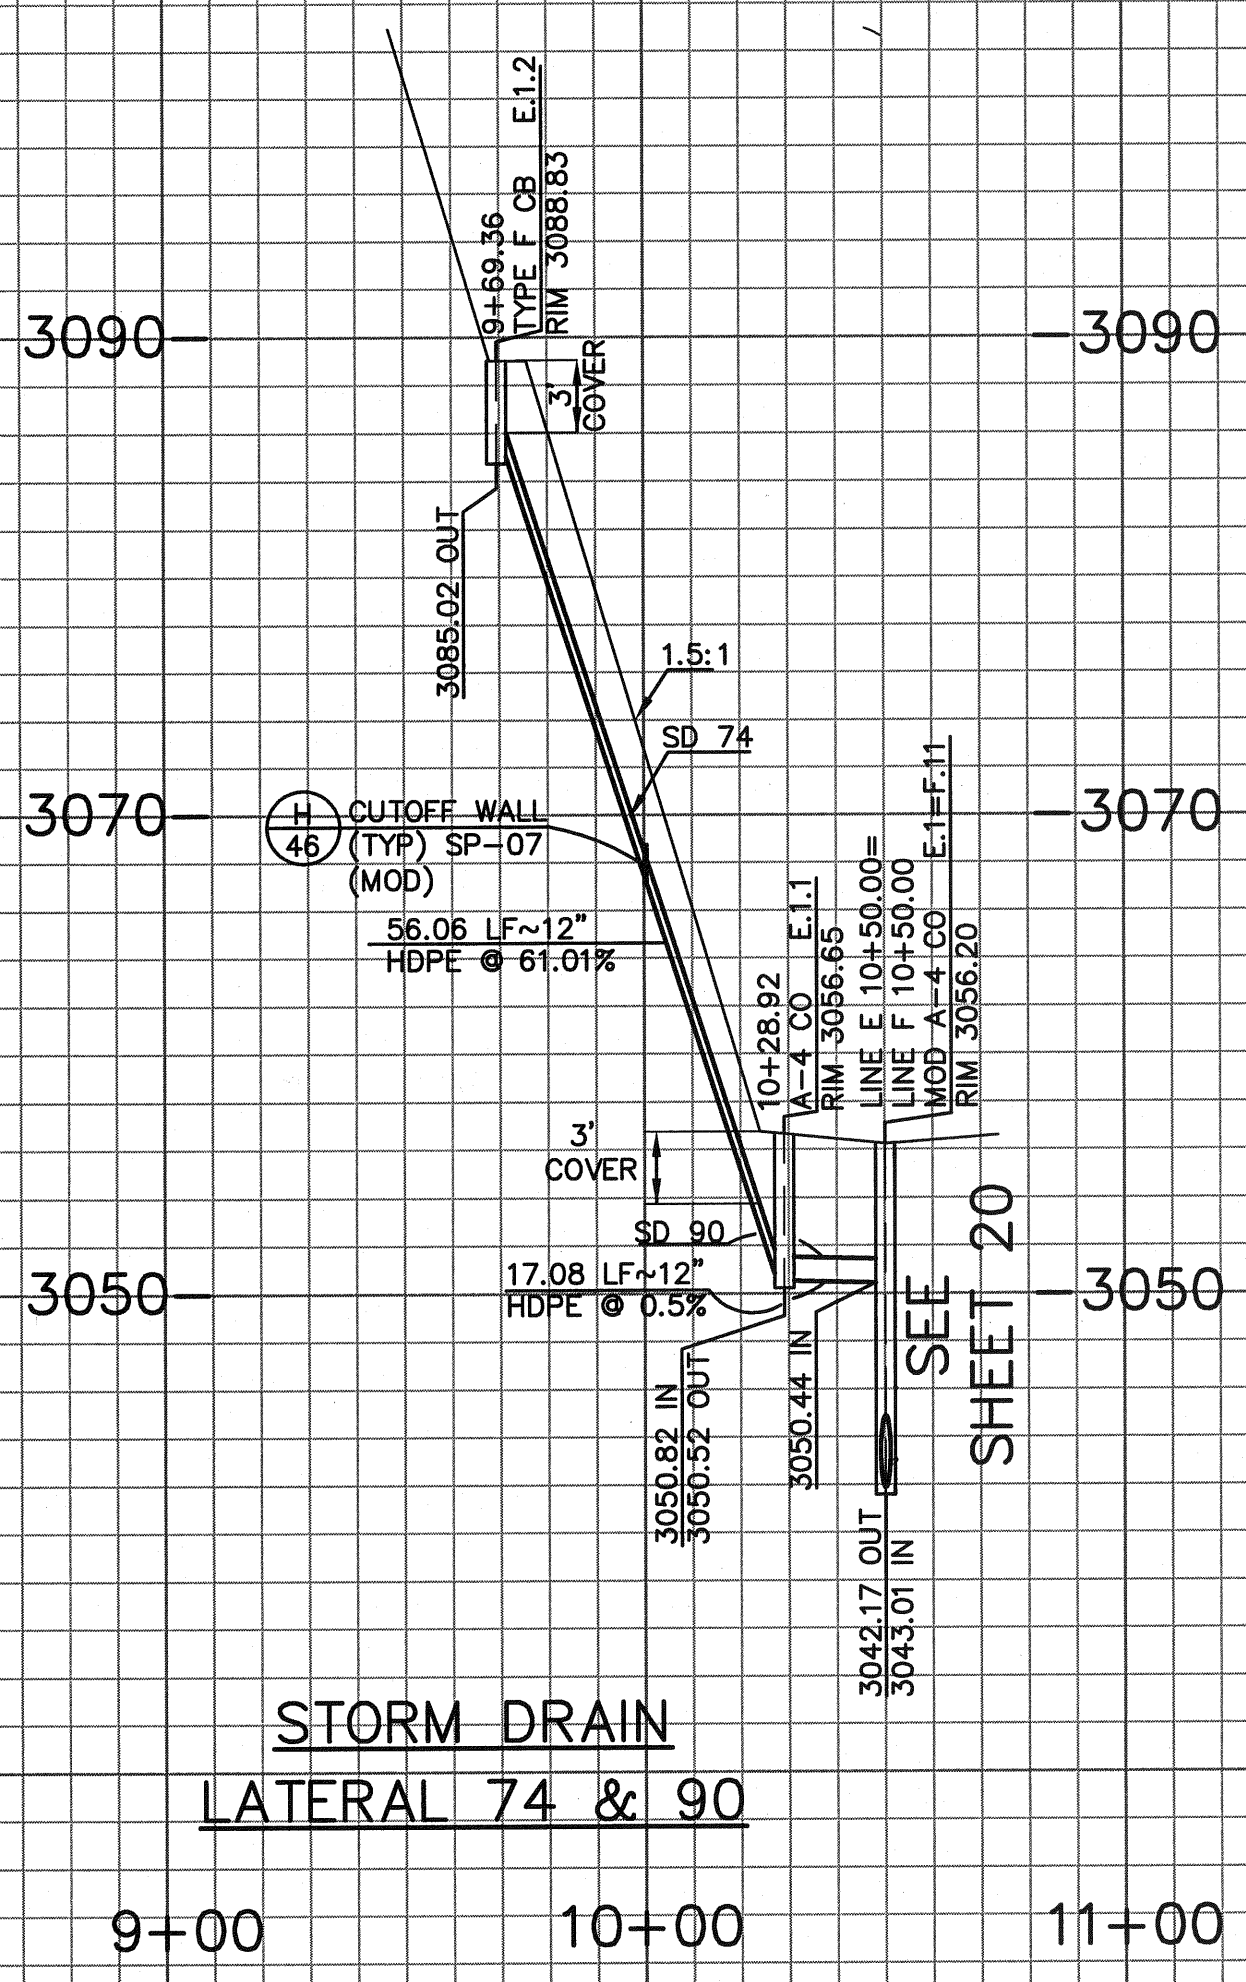 9+69.36
TYPE F CB E.1.2
RIM 3088.83
3090
3090
3'
COVER
3085.02 OUT
1.5:1
SD 74
3070
3070
H
46
CUTOFF WALL
(TYP) SP-07
(MOD)
56.06 LF~12"
HDPE @ 61.01%
10+28.92
A-4 CO E.1.1
RIM 3056.65
LINE E 10+50.00=
LINE F 10+50.00
MOD A-4 CO E.1=F.11
RIM 3056.20
3'
COVER
SD 90
17.08 LF~12"
HDPE @ 0.5%
3050
3050
3050.82 IN
3050.52 OUT
3050.44 IN
SEE
SHEET 20
3042.17 OUT
3043.01 IN
STORM DRAIN
LATERAL 74 & 90
9+00
10+00
11+00